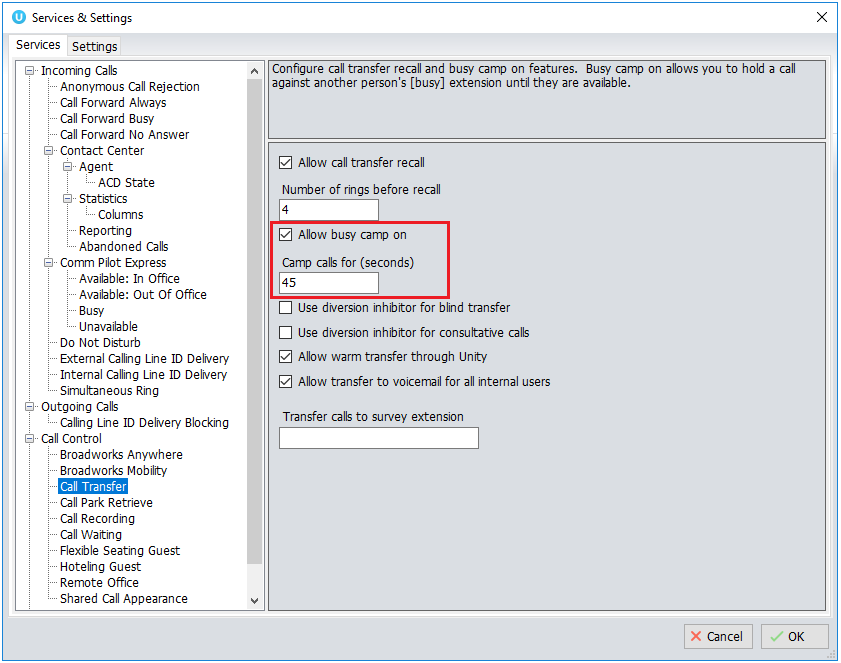 Services & Settings
Services
Settings
Incoming Calls
Anonymous Call Rejection
Call Forward Always
Call Forward Busy
Call Forward No Answer
Contact Center
Agent
ACD State
Statistics
Columns
Reporting
Abandoned Calls
Comm Pilot Express
Available: In Office
Available: Out Of Office
Busy
Unavailable
Do Not Disturb
External Calling Line ID Delivery
Internal Calling Line ID Delivery
Simultaneous Ring
Outgoing Calls
Calling Line ID Delivery Blocking
Call Control
Broadworks Anywhere
Broadworks Mobility
Call Transfer
Call Park Retrieve
Call Recording
Call Waiting
Flexible Seating Guest
Hoteling Guest
Remote Office
Shared Call Appearance
Configure call transfer recall and busy camp on features.  Busy camp on allows you to hold a call
against another person's [busy] extension until they are available.
Allow call transfer recall
Number of rings before recall
4
Allow busy camp on
Camp calls for (seconds)
45
Use diversion inhibitor for blind transfer
Use diversion inhibitor for consultative calls
Allow warm transfer through Unity
Allow transfer to voicemail for all internal users
Transfer calls to survey extension
Cancel
OK